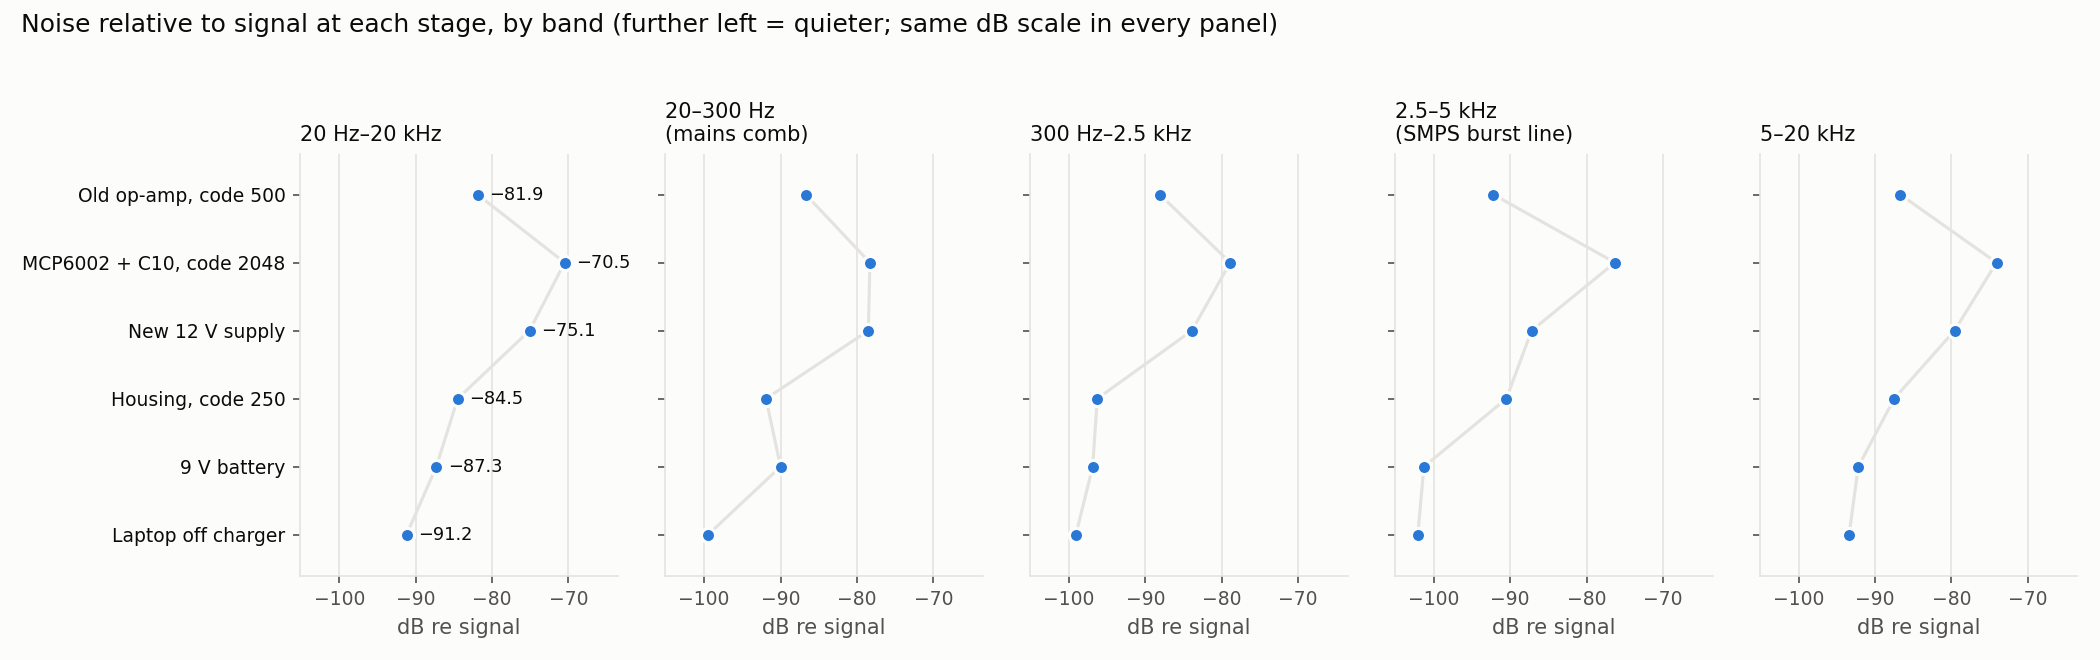 Noise relative to signal at each stage, by band (further left = quieter; same dB scale in every panel)
20 Hz–20 kHz
20–300 Hz
(mains comb)
300 Hz–2.5 kHz
2.5–5 kHz
(SMPS burst line)
5–20 kHz
Old op-amp, code 500
−81.9
MCP6002 + C10, code 2048
−70.5
New 12 V supply
−75.1
Housing, code 250
−84.5
9 V battery
−87.3
Laptop off charger
−91.2
−100 −90 −80 −70
−100 −90 −80 −70
−100 −90 −80 −70
−100 −90 −80 −70
−100 −90 −80 −70
dB re signal
dB re signal
dB re signal
dB re signal
dB re signal